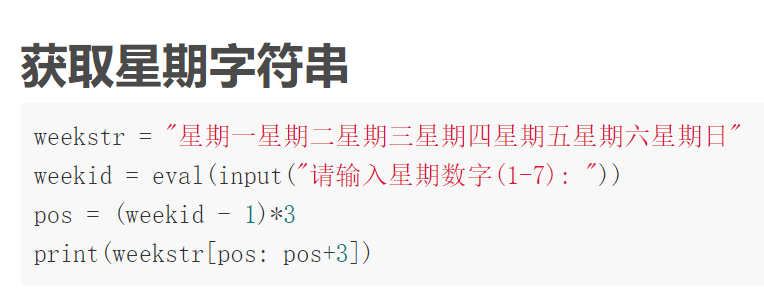 获取星期字符串
weekstr = "星期一星期二星期三星期四星期五星期六星期日"
weekid = eval(input("请输入星期数字(1-7): "))
pos = (weekid - 1)*3
print(weekstr[pos: pos+3])